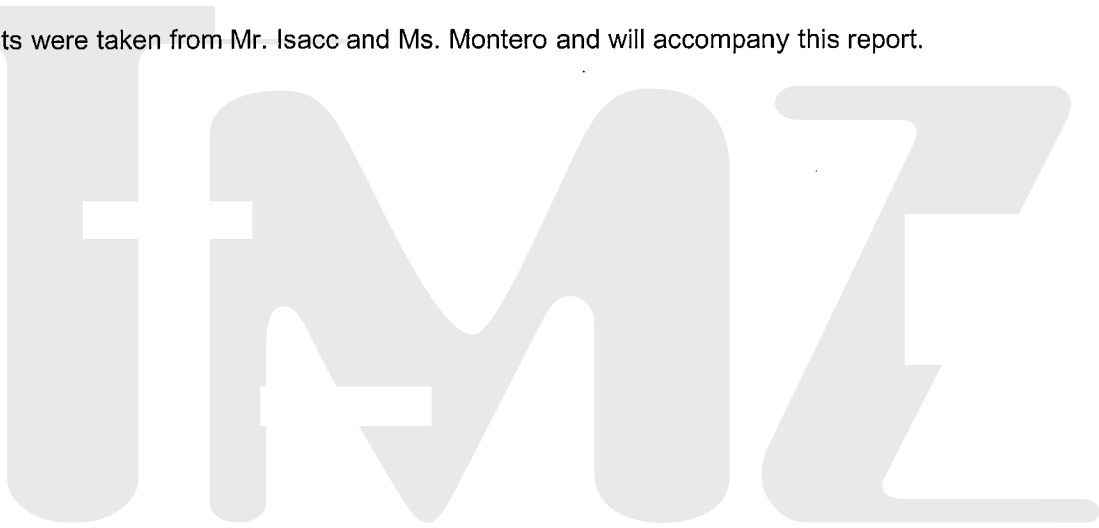 ts were taken from Mr. Isacc and Ms. Montero and will accompany this report.
TMZ